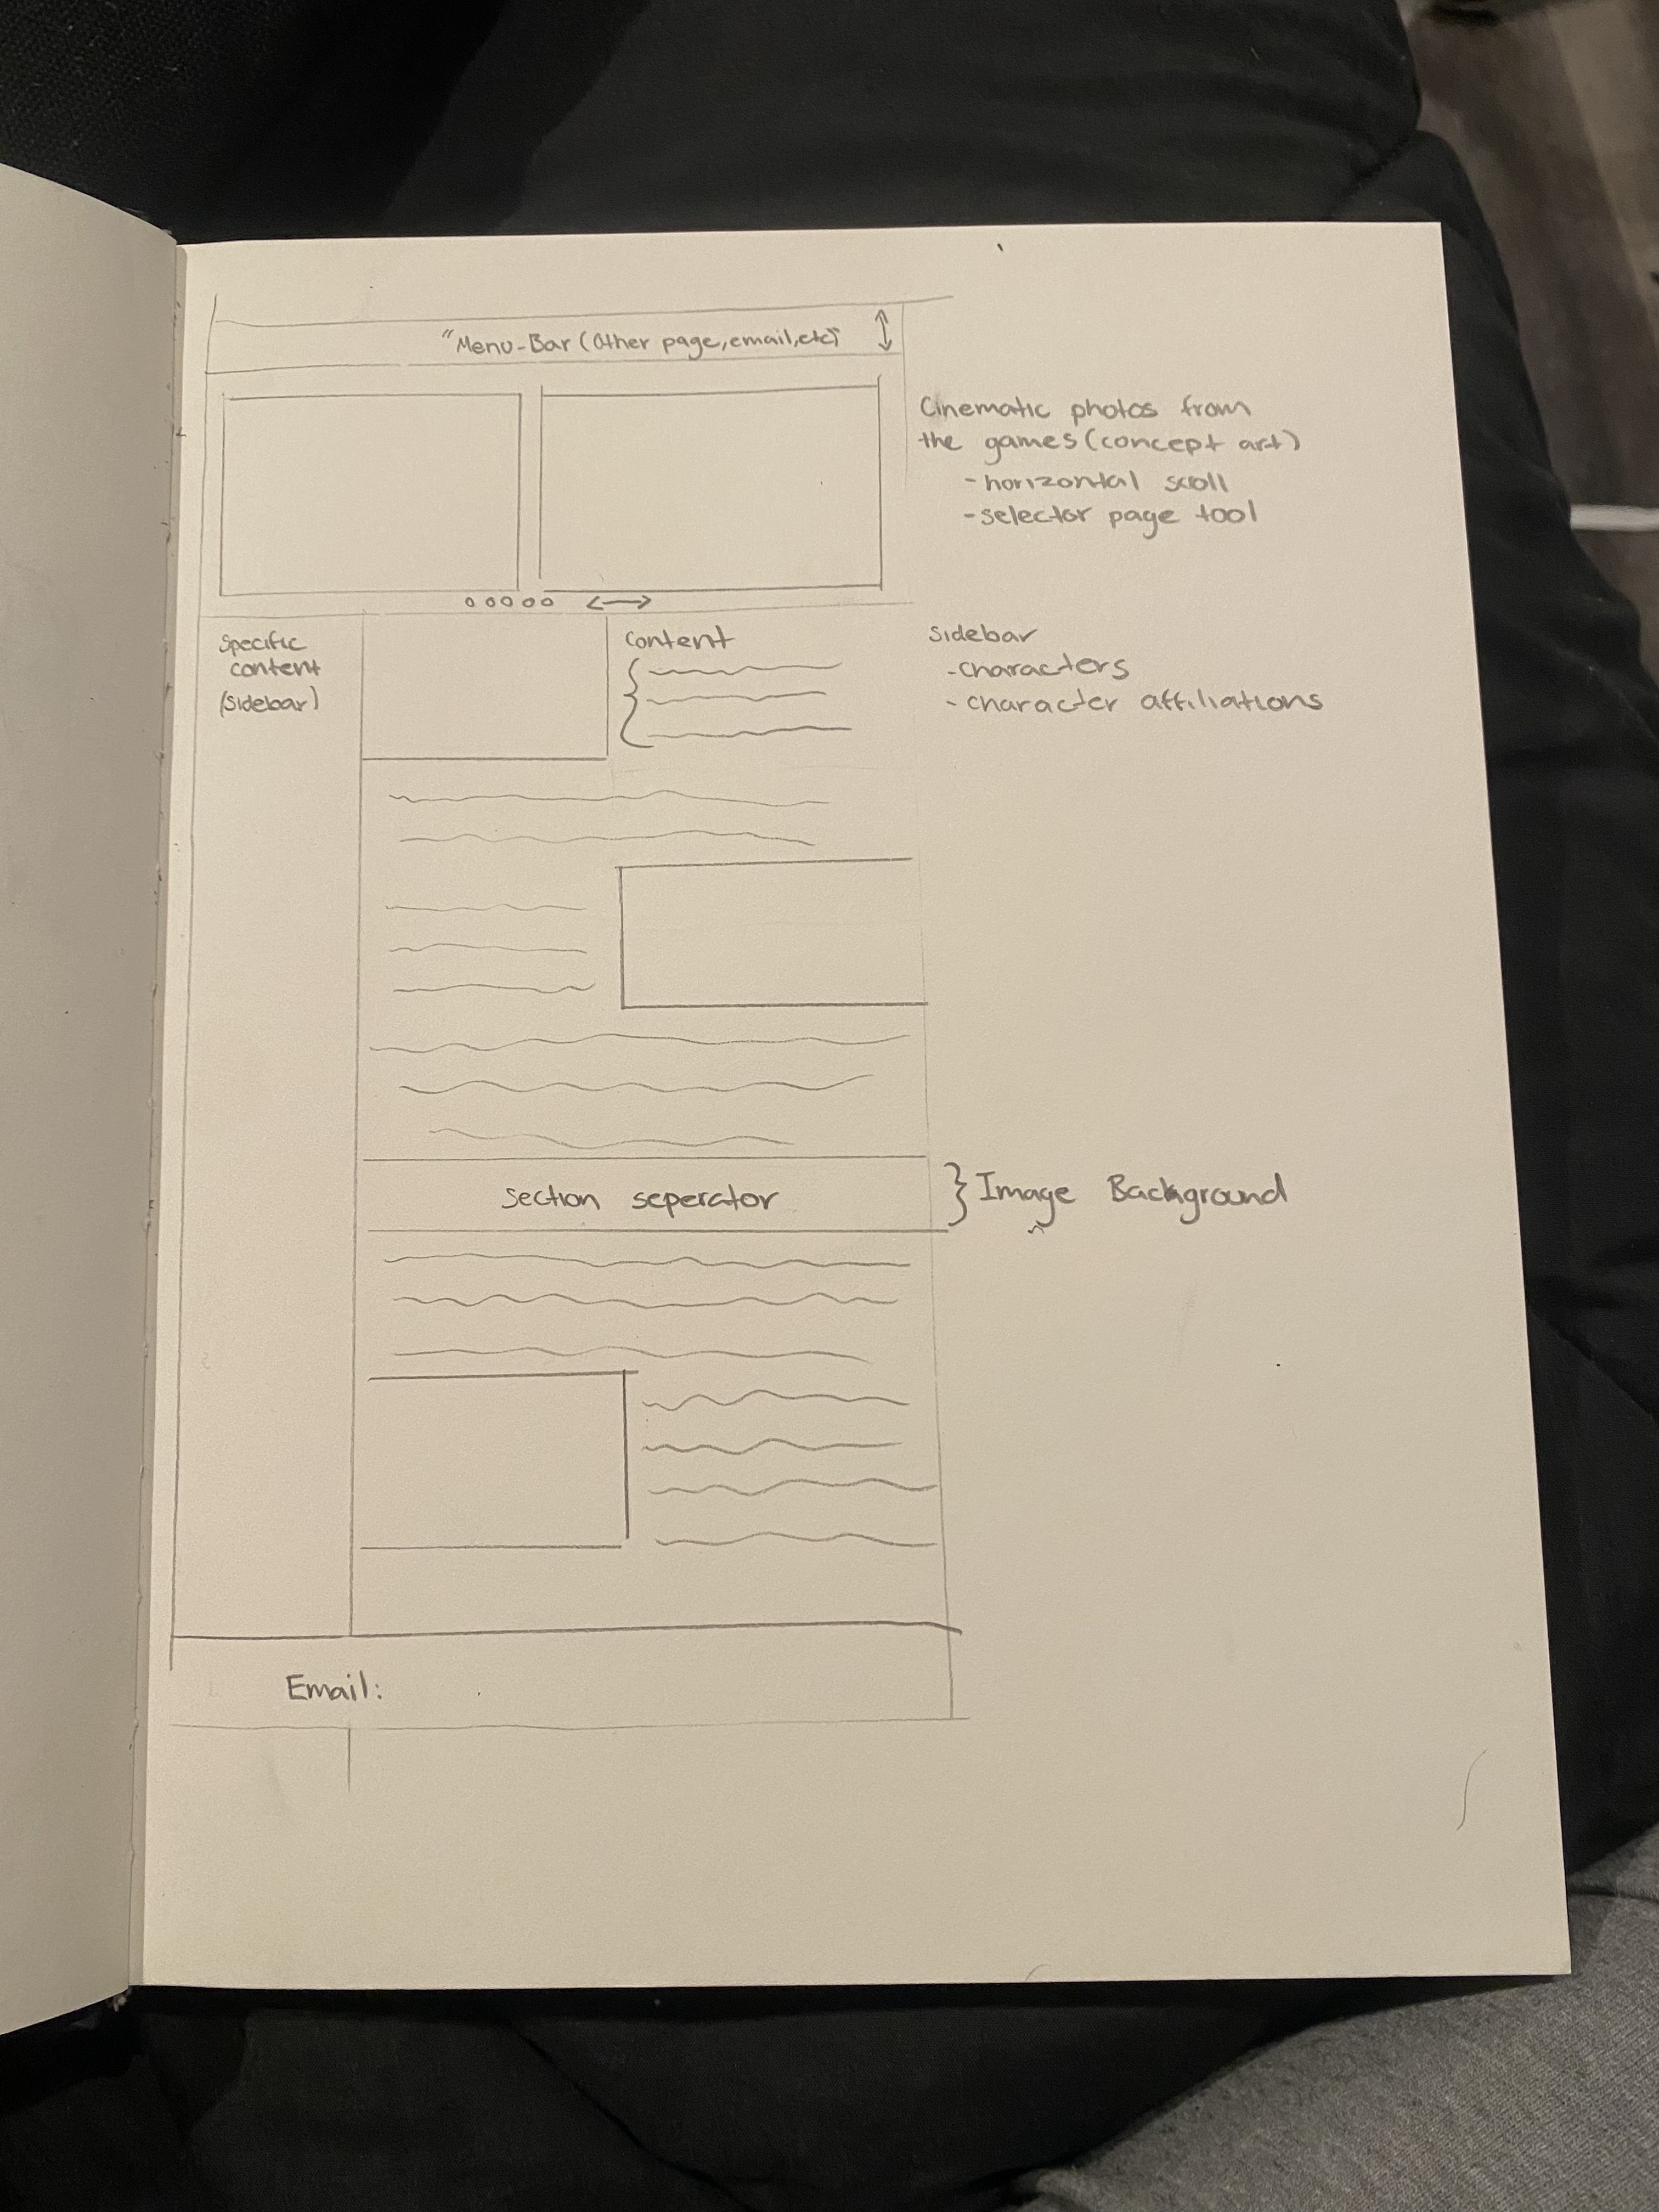 "Menu-Bar (Other page, email, etc)"
Cinematic photos from
the games (concept art)
- horizontal scroll
- selector page tool
Specific
content
(sidebar)
Content
Sidebar
- characters
- character affiliations
Section seperator
Image Background
Email: